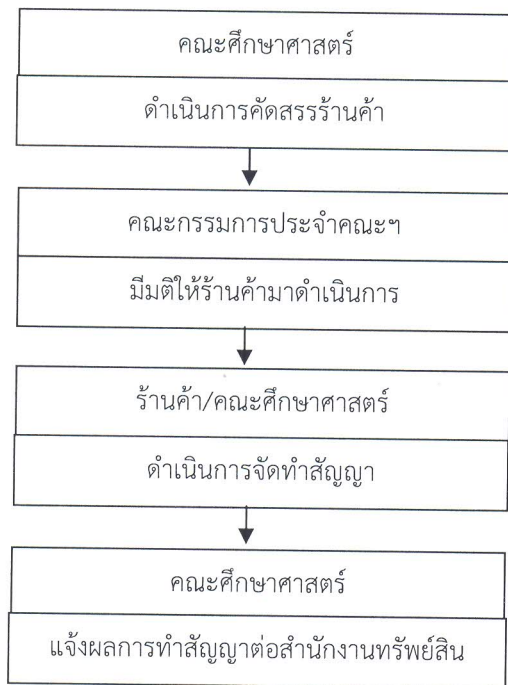 คณะศึกษาศาสตร์
ดำเนินการคัดสรรร้านค้า
คณะกรรมการประจำคณะฯ
มีมติให้ร้านค้ามาดำเนินการ
ร้านค้า/คณะศึกษาศาสตร์
ดำเนินการจัดทำสัญญา
คณะศึกษาศาสตร์
แจ้งผลการทำสัญญาต่อสำนักงานทรัพย์สิน